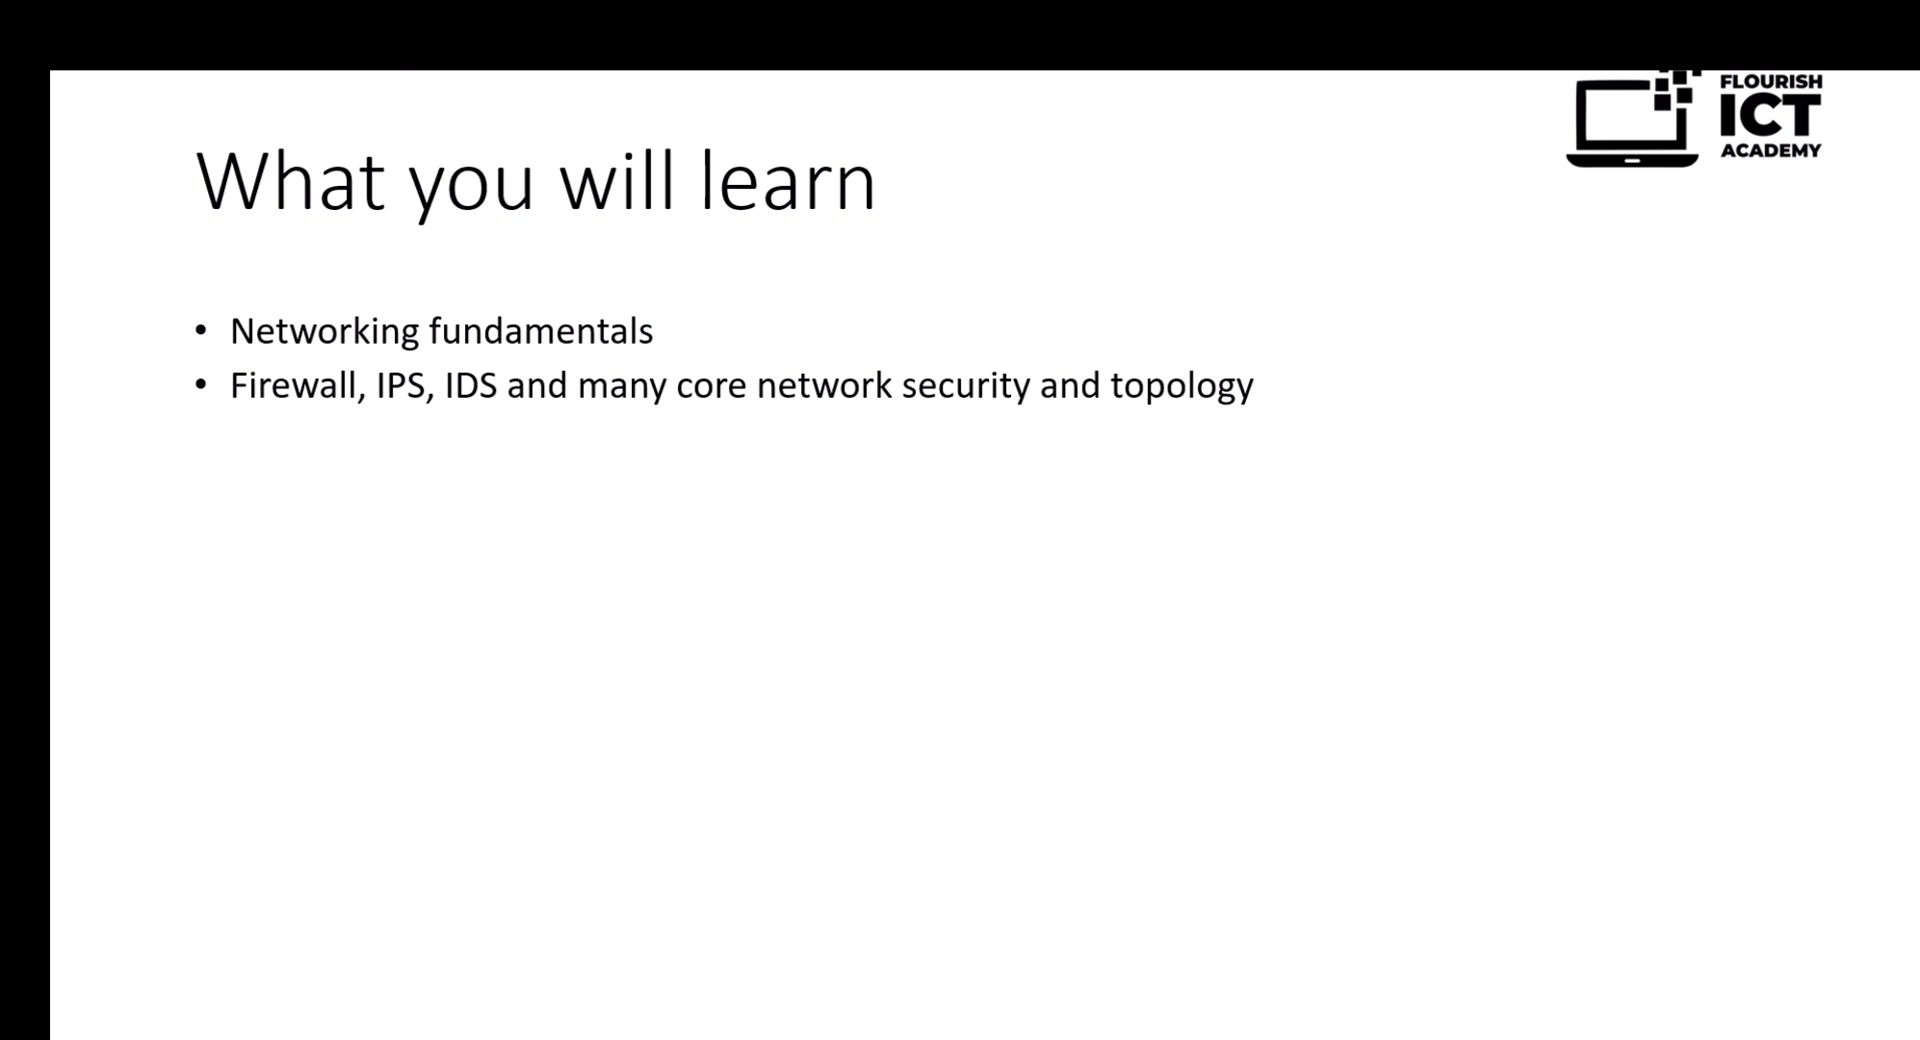 FLOURISH
ICT
ACADEMY
What you will learn
• Networking fundamentals
• Firewall, IPS, IDS and many core network security and topology